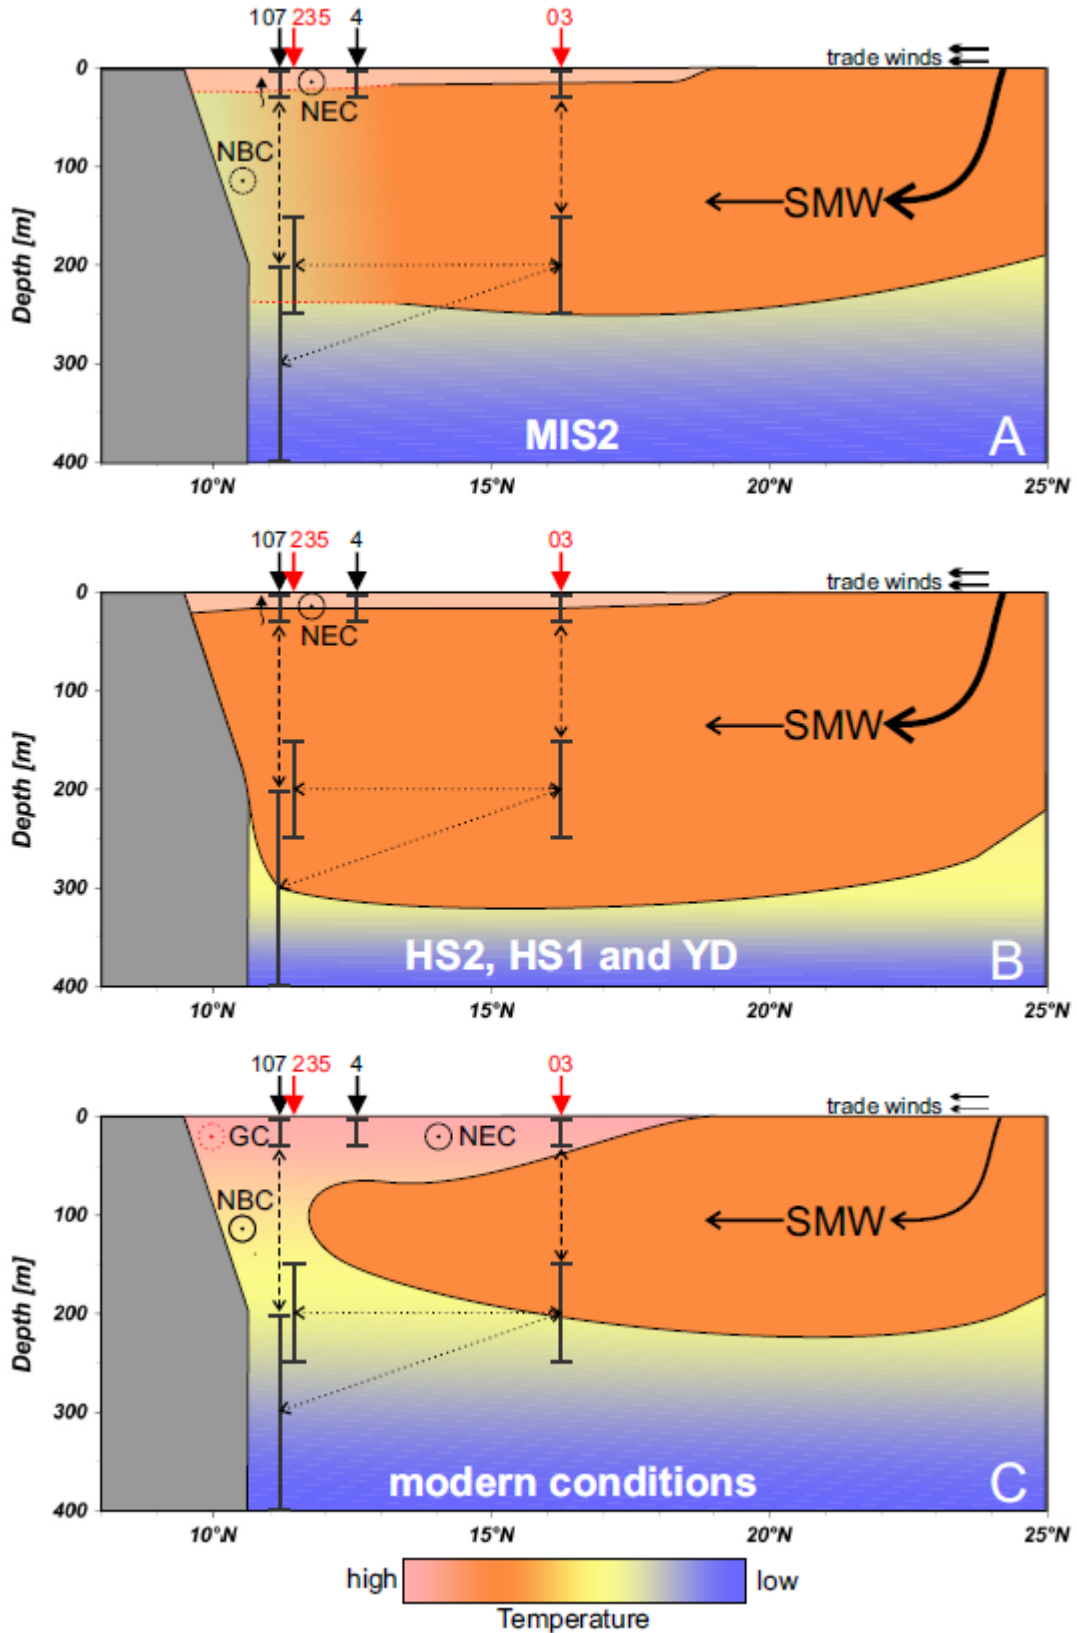 107 235 4 03
trade winds
0
NEC
NBC
100
SMW
200
300
MIS2
A
400
Depth [m]
10°N 15°N 20°N 25°N
107 235 4 03
trade winds
0
NEC
100
SMW
200
300
HS2, HS1 and YD
B
400
Depth [m]
10°N 15°N 20°N 25°N
107 235 4 03
trade winds
0
GC NEC
NBC
100
SMW
200
300
modern conditions
C
400
Depth [m]
10°N 15°N 20°N 25°N
high low
Temperature